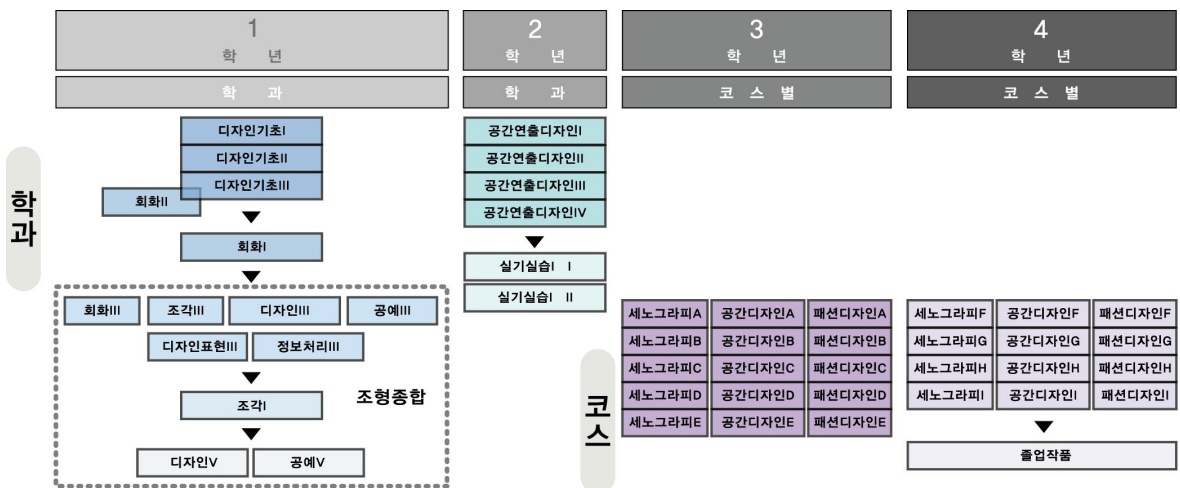 1
학 년
2
학 년
3
학 년
4
학 년
학 과
학 과
코 스 별
코 스 별
학과
디자인기초I
디자인기초II
디자인기초III
회화II
회화I
회화III
조각III
디자인III
공예III
디자인표현III
정보처리III
조각I
조형종합
디자인V
공예V
공간연출디자인I
공간연출디자인II
공간연출디자인III
공간연출디자인IV
실기실습I I
실기실습I II
코스
세노그라피A 공간디자인A 패션디자인A
세노그라피B 공간디자인B 패션디자인B
세노그라피C 공간디자인C 패션디자인C
세노그라피D 공간디자인D 패션디자인D
세노그라피E 공간디자인E 패션디자인E
세노그라피F 공간디자인F 패션디자인F
세노그라피G 공간디자인G 패션디자인G
세노그라피H 공간디자인H 패션디자인H
세노그라피I 공간디자인I 패션디자인I
졸업작품